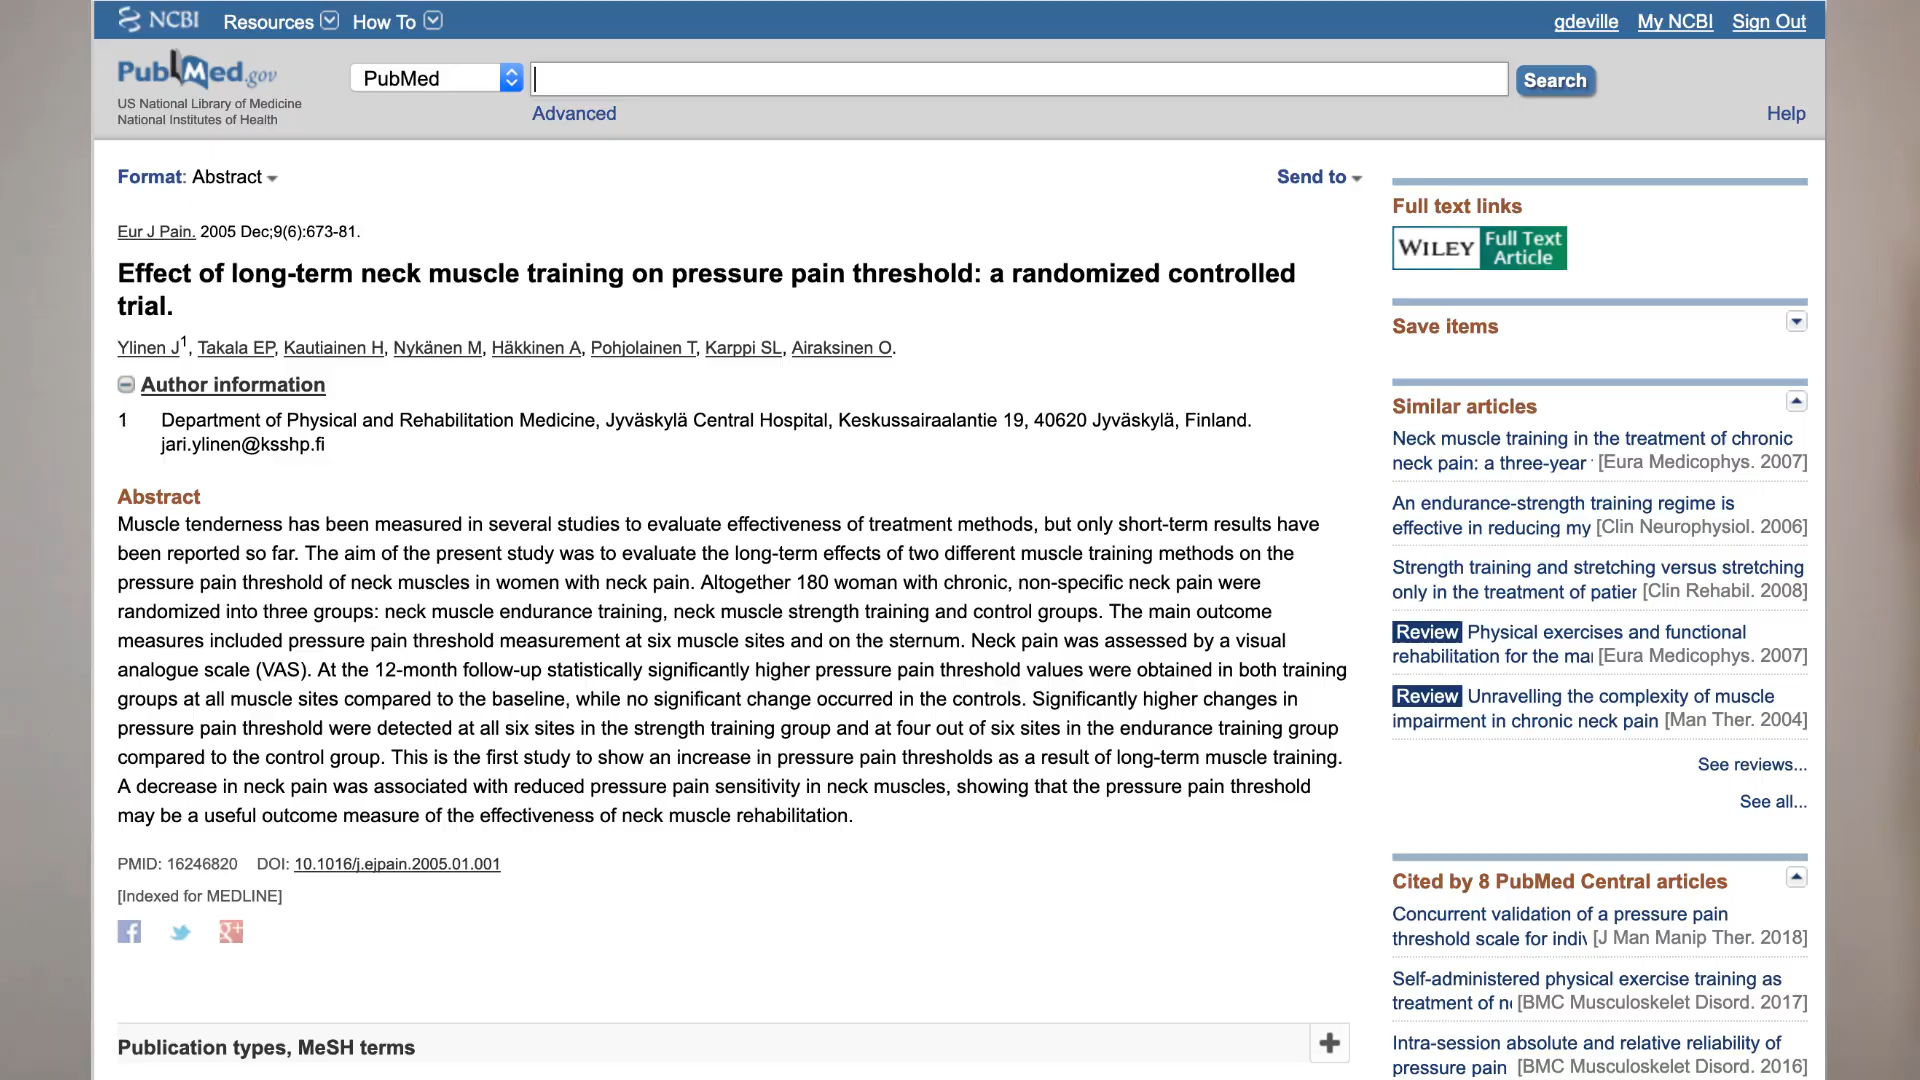 NCBI Resources How To gdeville My NCBI Sign Out
PubMed.gov
US National Library of Medicine
National Institutes of Health
PubMed
Search
Advanced
Help
Format: Abstract
Send to
Eur J Pain. 2005 Dec;9(6):673-81.
Effect of long-term neck muscle training on pressure pain threshold: a randomized controlled
trial.
Ylinen J1, Takala EP, Kautiainen H, Nykänen M, Häkkinen A, Pohjolainen T, Karppi SL, Airaksinen O.
Author information
1 Department of Physical and Rehabilitation Medicine, Jyväskylä Central Hospital, Keskussairaalantie 19, 40620 Jyväskylä, Finland.
jari.ylinen@ksshp.fi
Abstract
Muscle tenderness has been measured in several studies to evaluate effectiveness of treatment methods, but only short-term results have
been reported so far. The aim of the present study was to evaluate the long-term effects of two different muscle training methods on the
pressure pain threshold of neck muscles in women with neck pain. Altogether 180 woman with chronic, non-specific neck pain were
randomized into three groups: neck muscle endurance training, neck muscle strength training and control groups. The main outcome
measures included pressure pain threshold measurement at six muscle sites and on the sternum. Neck pain was assessed by a visual
analogue scale (VAS). At the 12-month follow-up statistically significantly higher pressure pain threshold values were obtained in both training
groups at all muscle sites compared to the baseline, while no significant change occurred in the controls. Significantly higher changes in
pressure pain threshold were detected at all six sites in the strength training group and at four out of six sites in the endurance training group
compared to the control group. This is the first study to show an increase in pressure pain thresholds as a result of long-term muscle training.
A decrease in neck pain was associated with reduced pressure pain sensitivity in neck muscles, showing that the pressure pain threshold
may be a useful outcome measure of the effectiveness of neck muscle rehabilitation.
PMID: 16246820 DOI: 10.1016/j.ejpain.2005.01.001
[Indexed for MEDLINE]
Publication types, MeSH terms
Full text links
WILEY Full Text
Article
Save items
Similar articles
Neck muscle training in the treatment of chronic
neck pain: a three-year [Eura Medicophys. 2007]
An endurance-strength training regime is
effective in reducing my [Clin Neurophysiol. 2006]
Strength training and stretching versus stretching
only in the treatment of patier [Clin Rehabil. 2008]
Review Physical exercises and functional
rehabilitation for the mai [Eura Medicophys. 2007]
Review Unravelling the complexity of muscle
impairment in chronic neck pain [Man Ther. 2004]
See reviews...
See all...
Cited by 8 PubMed Central articles
Concurrent validation of a pressure pain
threshold scale for indiv [J Man Manip Ther. 2018]
Self-administered physical exercise training as
treatment of n [BMC Musculoskelet Disord. 2017]
Intra-session absolute and relative reliability of
pressure pain [BMC Musculoskelet Disord. 2016]